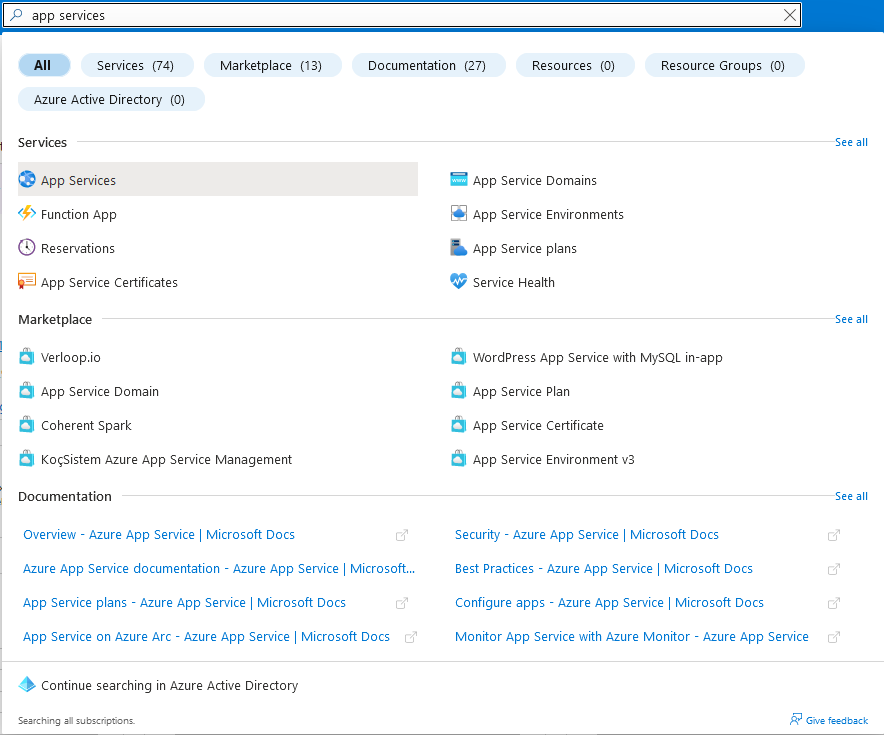 app services
All Services (74) Marketplace (13) Documentation (27) Resources (0) Resource Groups (0)
Azure Active Directory (0)
Services See all
App Services App Service Domains
Function App App Service Environments
Reservations App Service plans
App Service Certificates Service Health
Marketplace See all
Verloop.io WordPress App Service with MySQL in-app
App Service Domain App Service Plan
Coherent Spark App Service Certificate
KoçSistem Azure App Service Management App Service Environment v3
Documentation See all
Overview - Azure App Service | Microsoft Docs Security - Azure App Service | Microsoft Docs
Azure App Service documentation - Azure App Service | Microsoft... Best Practices - Azure App Service | Microsoft Docs
App Service plans - Azure App Service | Microsoft Docs Configure apps - Azure App Service | Microsoft Docs
App Service on Azure Arc - Azure App Service | Microsoft Docs Monitor App Service with Azure Monitor - Azure App Service
Continue searching in Azure Active Directory
Searching all subscriptions. Give feedback